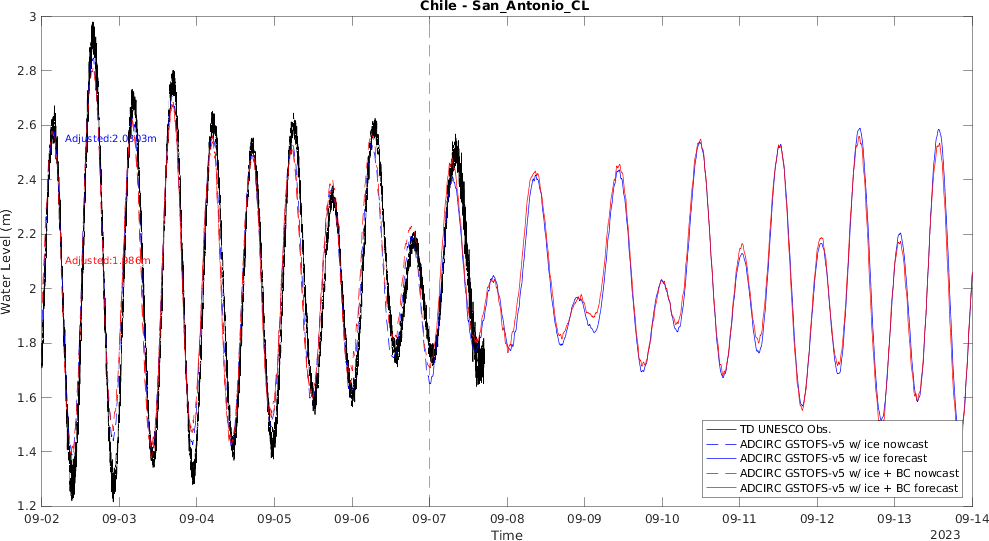 Chile - San_Antonio_CL
3
2.8
2.6
2.4
2.2
2
1.8
1.6
1.4
1.2
Water Level (m)
Adjusted:2.0303m
Adjusted:1.986m
TD UNESCO Obs.
ADCIRC GSTOFS-v5 w/ ice nowcast
ADCIRC GSTOFS-v5 w/ ice forecast
ADCIRC GSTOFS-v5 w/ ice + BC nowcast
ADCIRC GSTOFS-v5 w/ ice + BC forecast
09-02 09-03 09-04 09-05 09-06 09-07 09-08 09-09 09-10 09-11 09-12 09-13 09-14
Time
2023